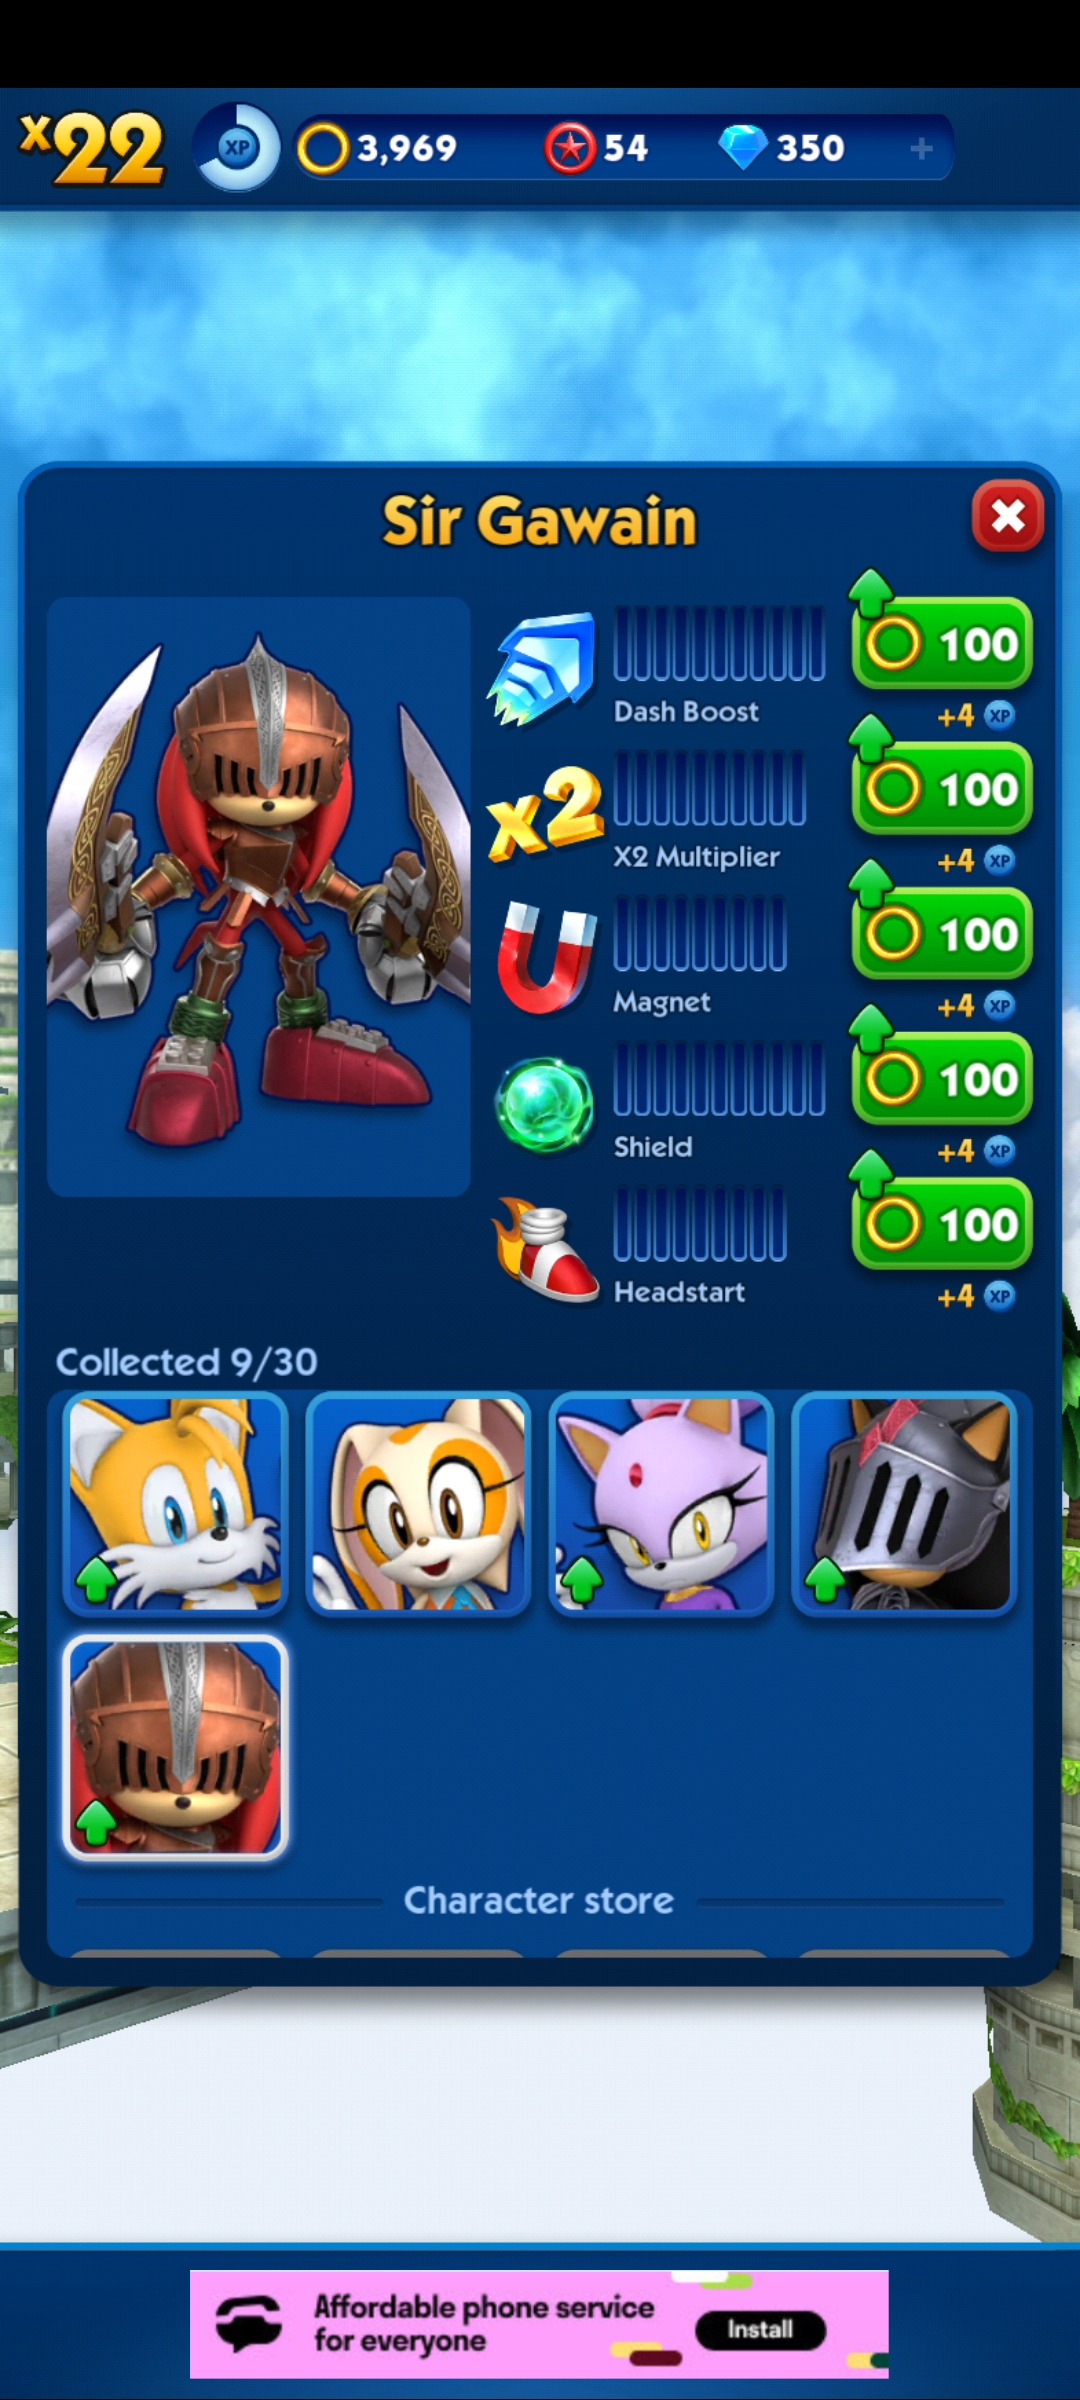 x22
XP
3,969
54
350
+
Sir Gawain
100
Dash Boost
+4 XP
x2
100
X2 Multiplier
+4 XP
100
Magnet
+4 XP
100
Shield
+4 XP
100
Headstart
+4 XP
Collected 9/30
Character store
Affordable phone service
for everyone
Install